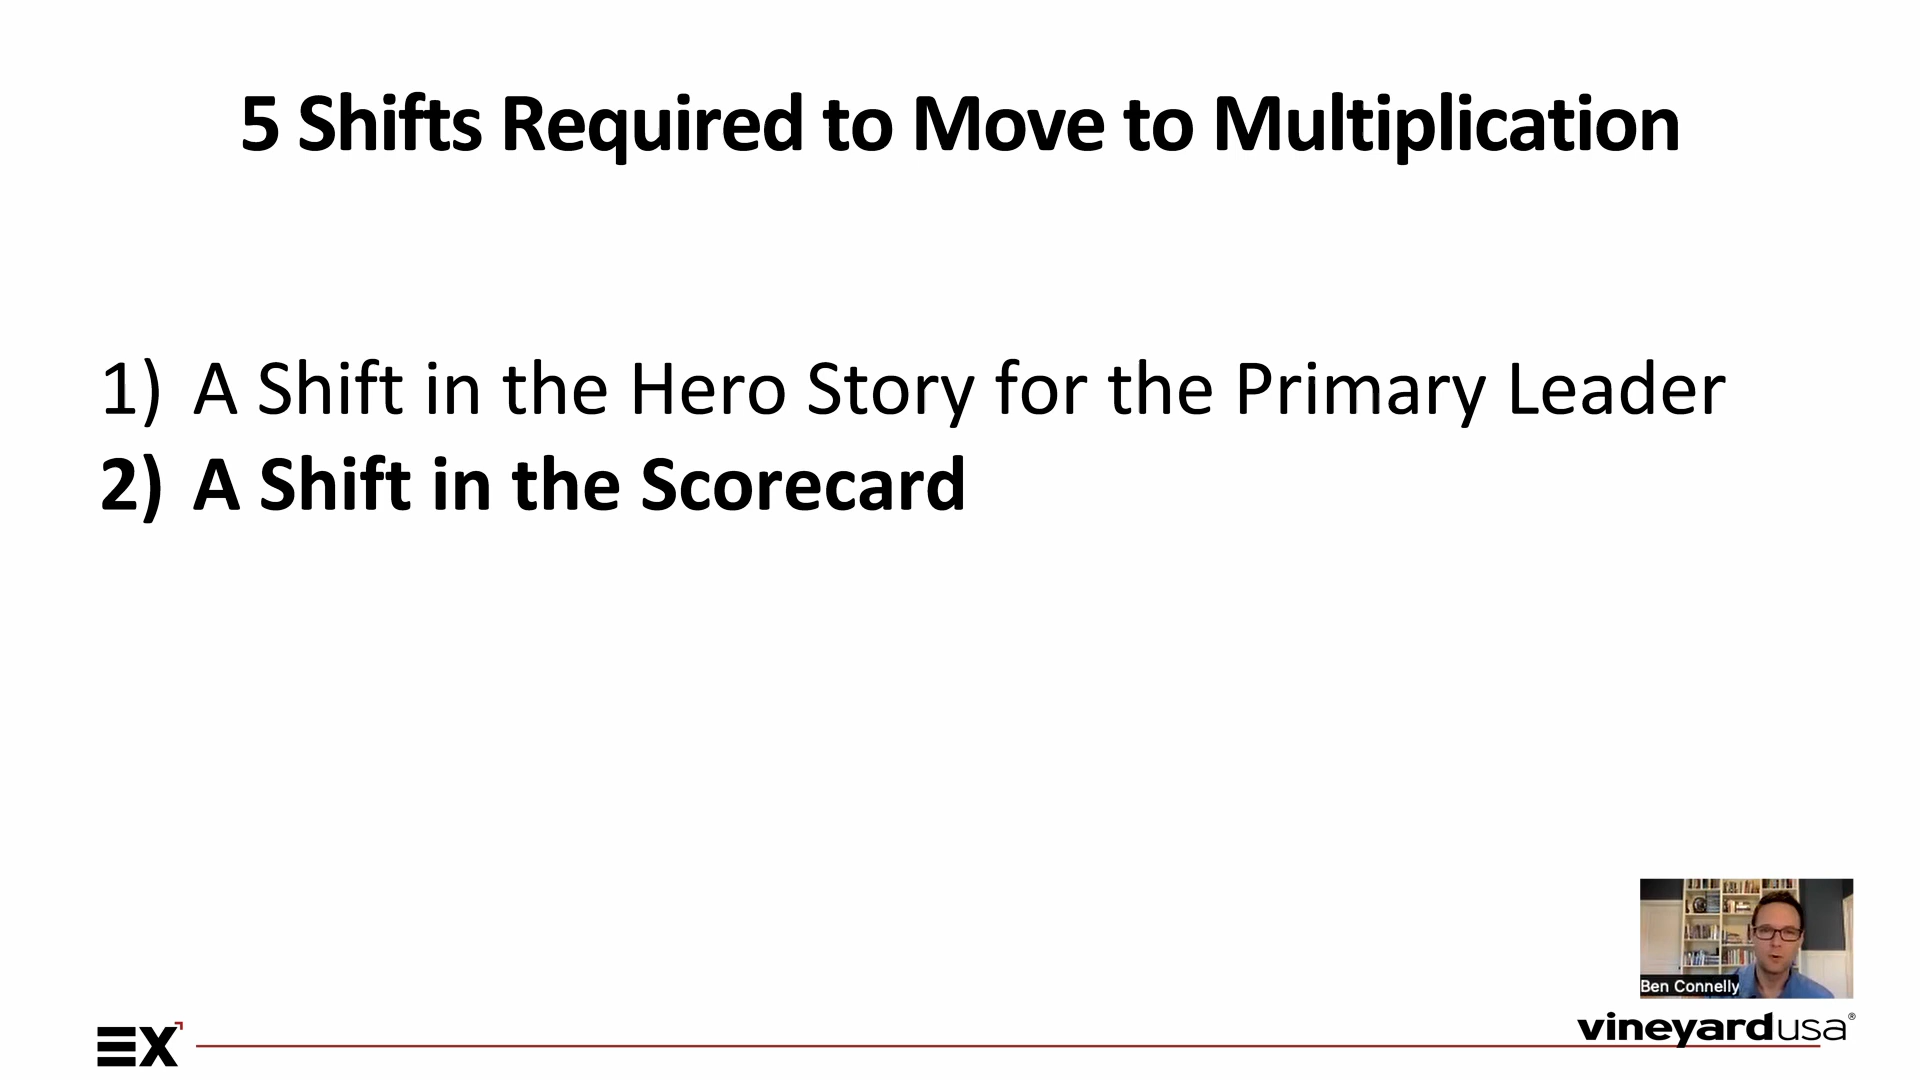 5 Shifts Required to Move to Multiplication
1) A Shift in the Hero Story for the Primary Leader
2) A Shift in the Scorecard
Ben Connelly
EX
vineyardusa®